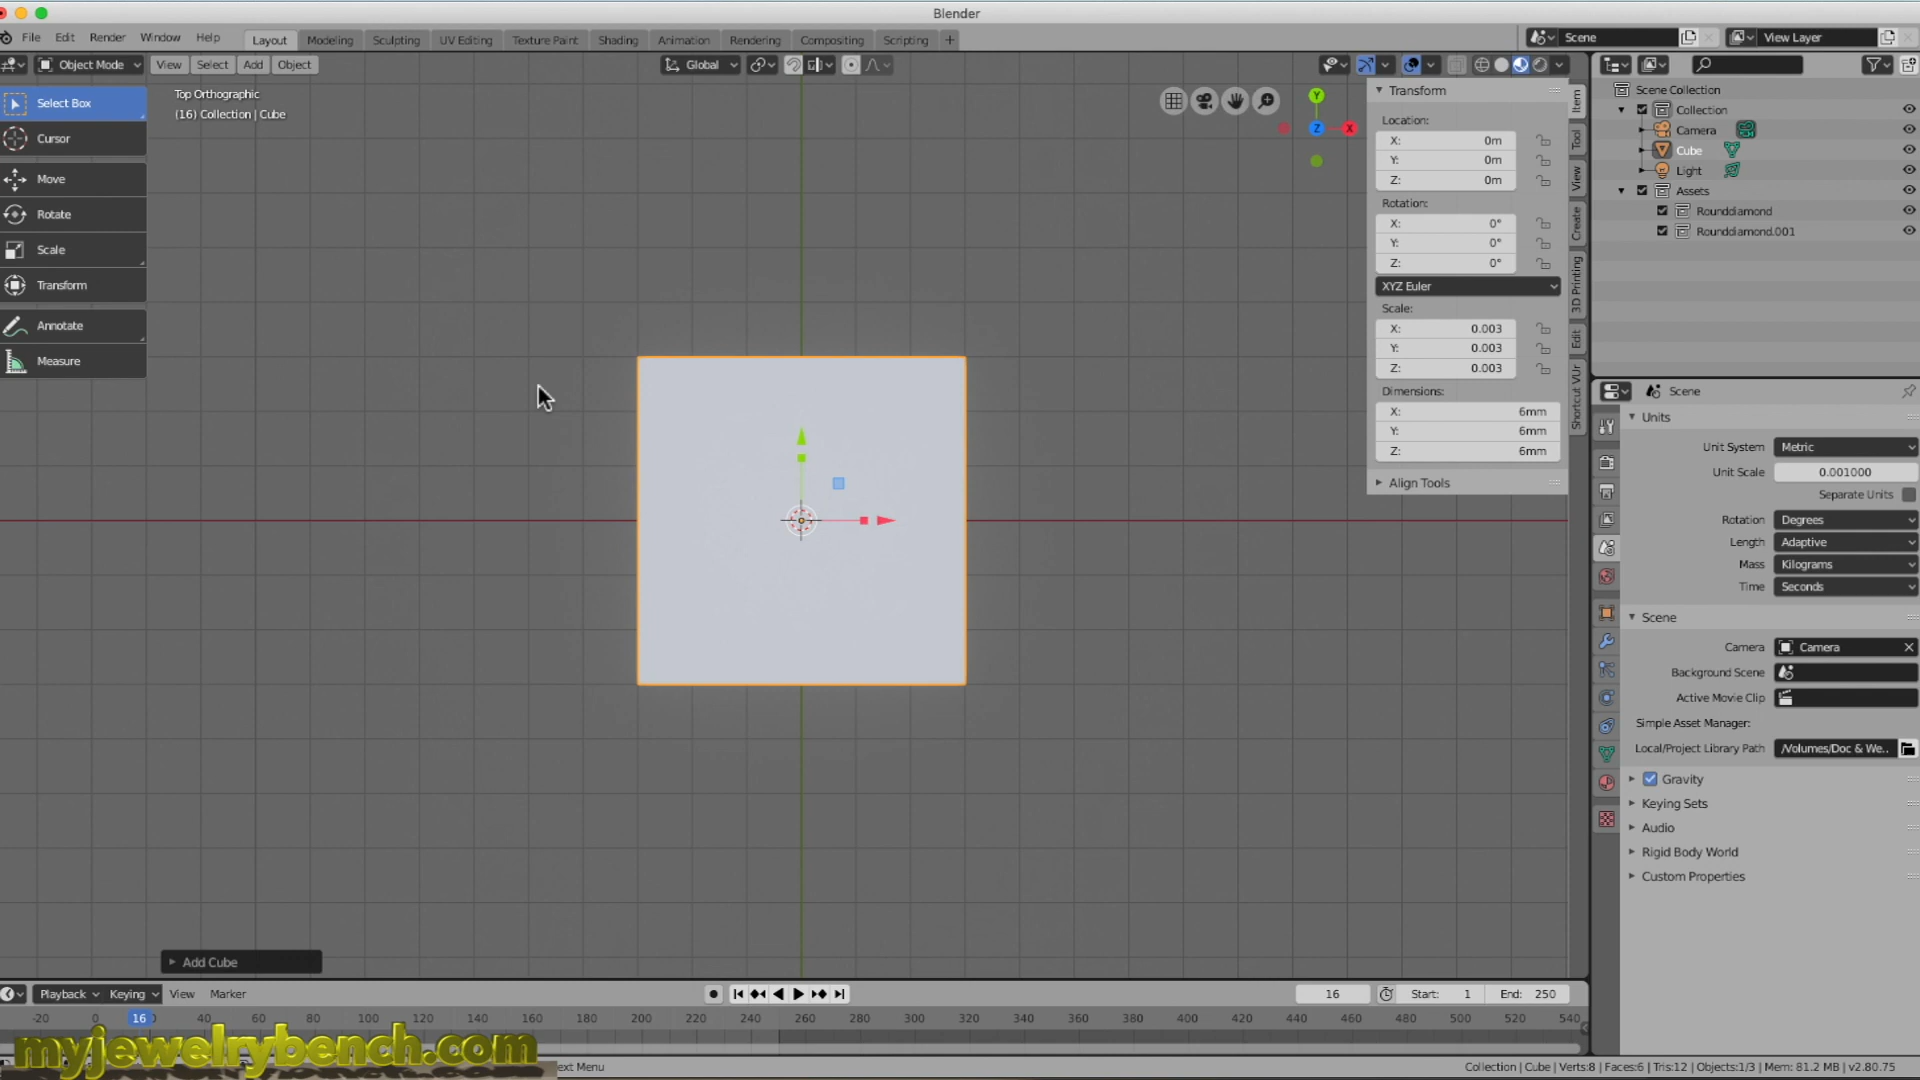 Blender
File Edit Render Window Help Layout Modeling Sculpting UV Editing Texture Paint Shading Animation Rendering Compositing Scripting + Scene View Layer
Object Mode View Select Add Object Global
Top Orthographic
(16) Collection | Cube
Select Box
Cursor
Move
Rotate
Scale
Transform
Annotate
Measure
Y
Z
X
Transform
Location:
X: 0m
Y: 0m
Z: 0m
Rotation:
X: 0°
Y: 0°
Z: 0°
XYZ Euler
Scale:
X: 0.003
Y: 0.003
Z: 0.003
Dimensions:
X: 6mm
Y: 6mm
Z: 6mm
Align Tools
Item
Tool
View
Create
3D Printing
Edit
Shortcut VUr
Scene Collection
Collection
Camera
Cube
Light
Assets
Rounddiamond
Rounddiamond.001
Scene
Units
Unit System Metric
Unit Scale 0.001000
Separate Units
Rotation Degrees
Length Adaptive
Mass Kilograms
Time Seconds
Scene
Camera Camera
Background Scene
Active Movie Clip
Simple Asset Manager:
Local/Project Library Path /Volumes/Doc & We..
Gravity
Keying Sets
Audio
Rigid Body World
Custom Properties
Add Cube
Playback Keying View Marker 16 Start: 1 End: 250
-20 0 16 40 60 80 100 120 140 160 180 200 220 240 260 280 300 320 340 360 380 400 420 440 460 480 500 520 540
myjewelrybench.com
ext Menu
Collection | Cube | Verts:8 | Faces:6 | Tris:12 | Objects:1/3 | Mem: 81.2 MB | v2.80.75